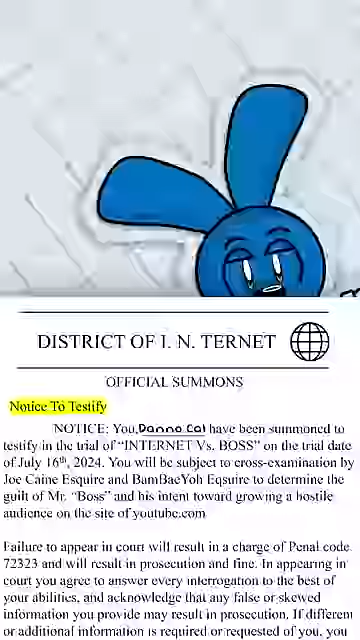 DISTRICT OF I. N. TERNET
OFFICIAL SUMMONS
Notice To Testify
NOTICE: You, Danno Cal have been summoned to
testify in the trial of “INTERNET Vs. BOSS” on the trial date
of July 16th, 2024. You will be subject to cross-examination by
Joe Caine Esquire and BamBaeYoh Eqsuire to determine the
guilt of Mr. “Boss” and his intent toward growing a hostile
audience on the site of youtube.com
Failure to appear in court will result in a charge of Penal code
72323 and will result in prosecution and fine. In appearing in
court you agree to answer every interrogation to the best of
your abilities, and acknowledge that any false or skewed
information you provide may result in prosecution. If different
or additional information is required or requested of you, you